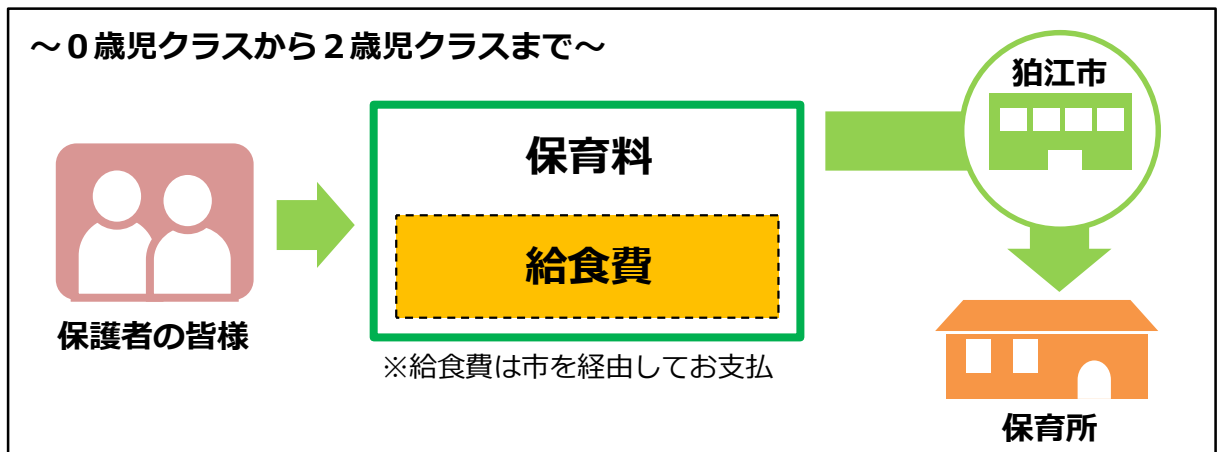 ～０歳児クラスから２歳児クラスまで～
狛江市
保育料
給食費
保護者の皆様
※給食費は市を経由してお支払
保育所